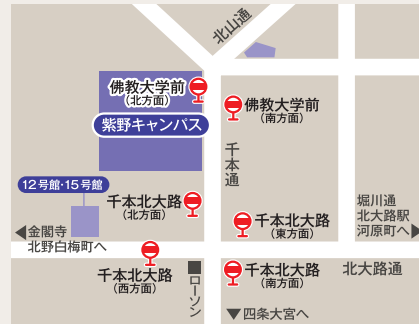 北山通
佛教大学前
(北方面)
佛教大学前
(南方面)
紫野キャンパス
千本通
12号館・15号館
千本北大路
(北方面)
千本北大路
(東方面)
堀川通
北大路駅
河原町へ
金閣寺
北野白梅町へ
千本北大路
(西方面)
ローソン
千本北大路
(南方面)
北大路通
四条大宮へ